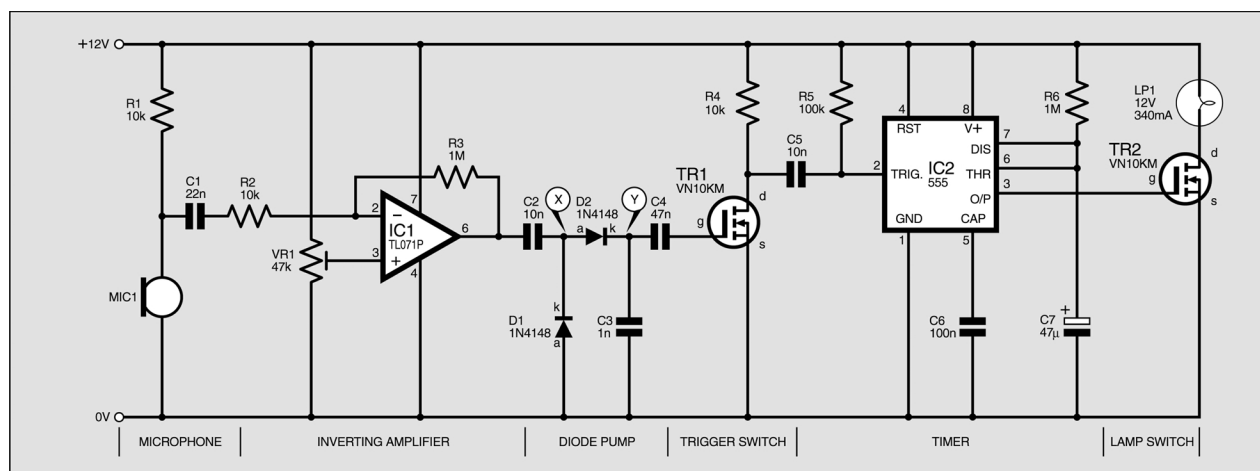 +12V
R1
10k
C1
22n
R2
10k
MIC1
VR1
47k
R3
1M
2
7
IC1
TL071P
3
4
6
−
+
C2
10n
X
D2
1N4148
a
k
Y
C4
47n
D1
1N4148
k
a
C3
1n
R4
10k
TR1
VN10KM
g
d
s
C5
10n
R5
100k
4
8
RST
V+
7
DIS
2
TRIG.
IC2
555
6
THR
3
O/P
GND
CAP
1
5
R6
1M
C6
100n
+
C7
47µ
LP1
12V
340mA
TR2
VN10KM
g
d
s
0V
MICROPHONE
INVERTING AMPLIFIER
DIODE PUMP
TRIGGER SWITCH
TIMER
LAMP SWITCH